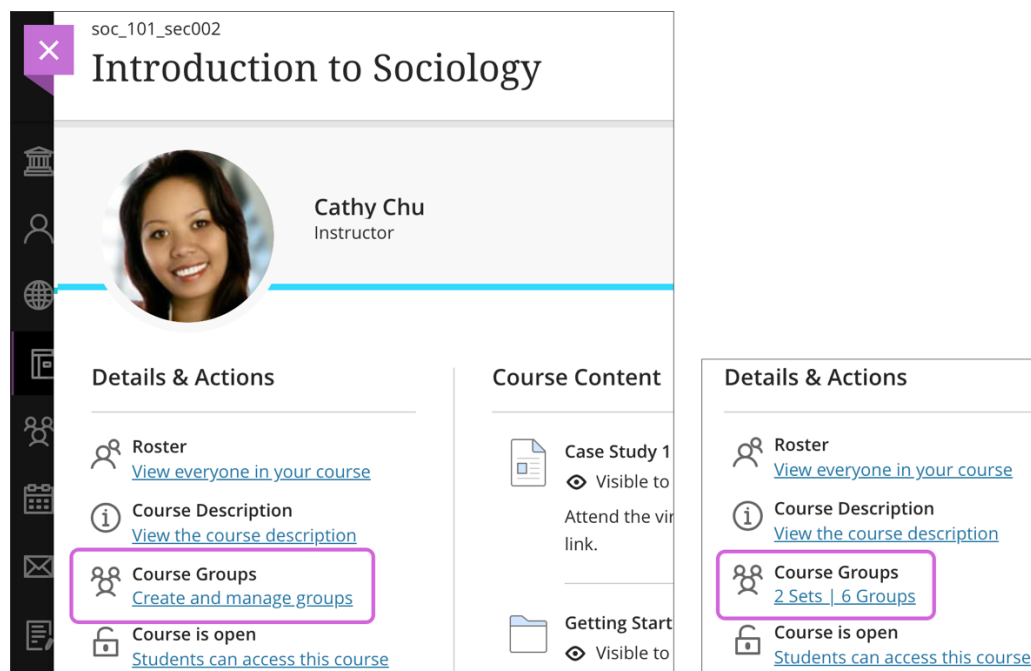 soc_101_sec002
Introduction to Sociology
Cathy Chu
Instructor
Details & Actions
Roster
View everyone in your course
Course Description
View the course description
Course Groups
Create and manage groups
Course is open
Students can access this course
Course Content
Case Study 1
Visible to
Attend the vir
link.
Getting Start
Visible to
Details & Actions
Roster
View everyone in your course
Course Description
View the course description
Course Groups
2 Sets | 6 Groups
Course is open
Students can access this course